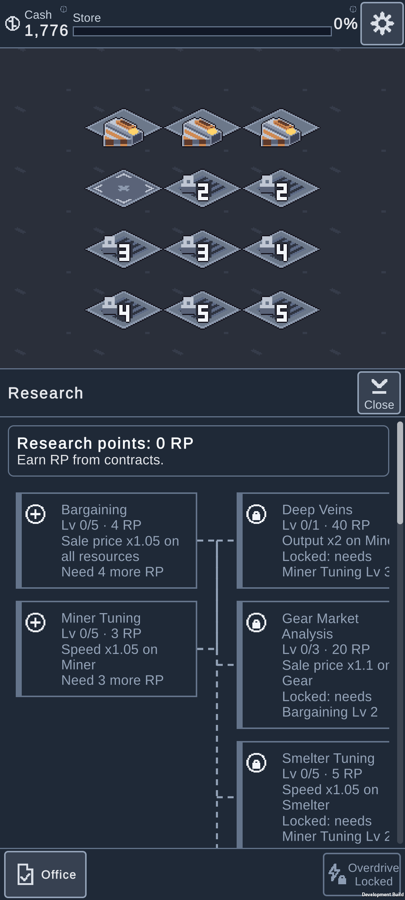 Cash
1,776
Store
0%
2
2
3
3
4
4
5
5
Research
Close
Research points: 0 RP
Earn RP from contracts.
Bargaining
Lv 0/5 · 4 RP
Sale price x1.05 on
all resources
Need 4 more RP
Deep Veins
Lv 0/1 · 40 RP
Output x2 on
Locked: needs
Miner Tuning Lv
Miner Tuning
Lv 0/5 · 3 RP
Speed x1.05 on
Miner
Need 3 more RP
Gear Market
Analysis
Lv 0/3 · 20 RP
Sale price x1.1 on
Gear
Locked: needs
Bargaining Lv 2
Smelter Tuning
Lv 0/5 · 5 RP
Speed x1.05 on
Smelter
Locked: needs
Miner Tuning Lv 2
Office
Overdrive
Locked
Development Build